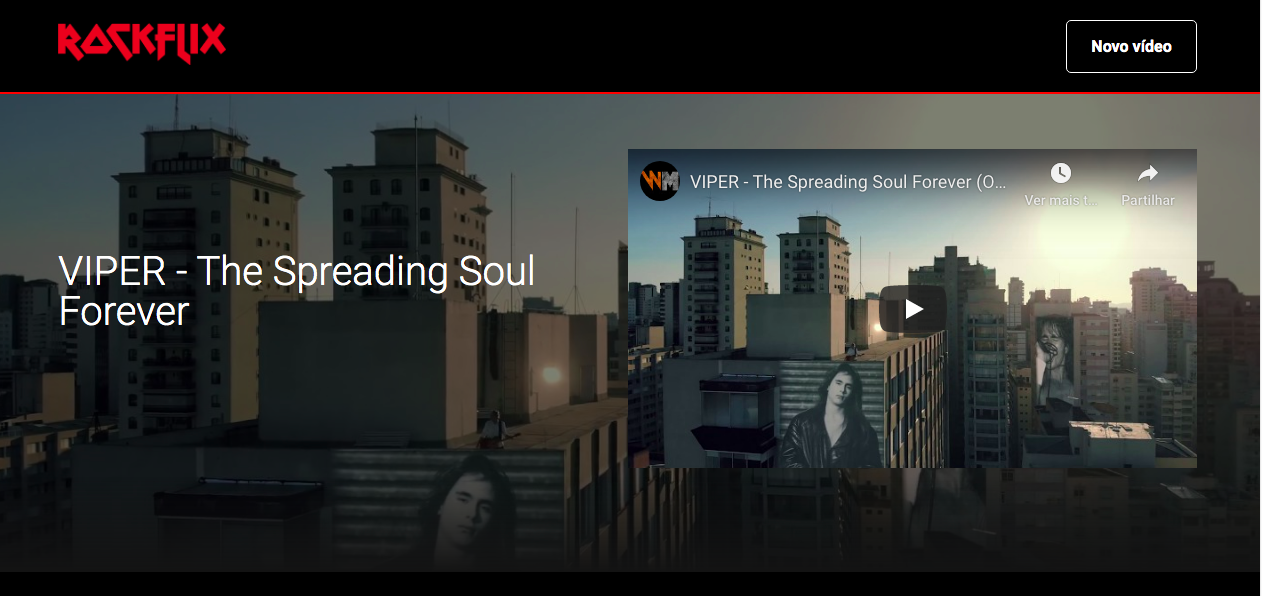 ROCKFLIX
Novo vídeo
VIPER - The Spreading Soul
Forever
WM
VIPER - The Spreading Soul Forever (O...
Ver mais t...
Partilhar